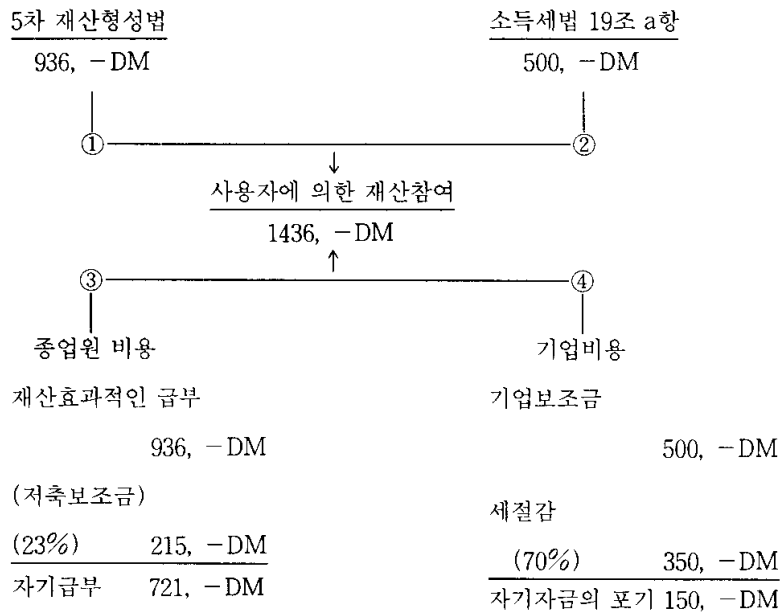 5차 재산형성법 소득세법 19조 a항
936, -DM 500, -DM
① ②
↓
사용자에 의한 재산참여
1436, -DM
↑
③ ④
종업원 비용 기업비용
재산효과적인 급부 기업보조금
936, -DM 500, -DM
(저축보조금) 세절감
(23%) 215, -DM (70%) 350, -DM
자기급부 721, -DM 자기자금의 포기 150, -DM